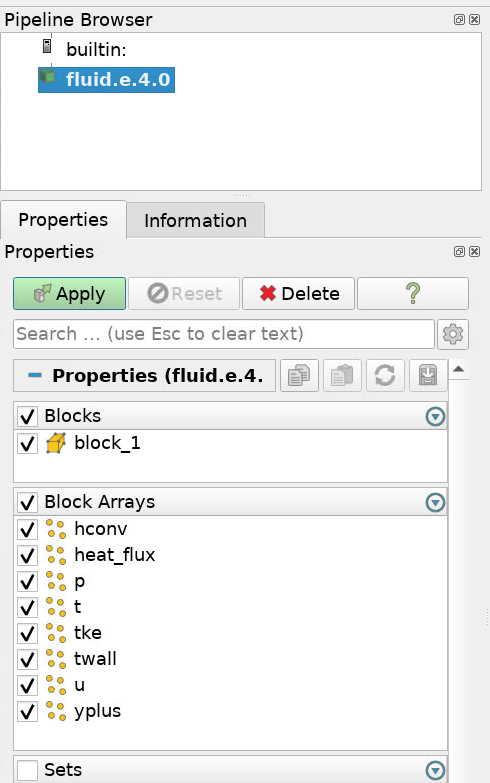 Pipeline Browser
builtin:
fluid.e.4.0
Properties Information
Properties
Apply Reset Delete ?
Search ... (use Esc to clear text)
Properties (fluid.e.4.
Blocks
block_1
Block Arrays
hconv
heat_flux
p
t
tke
twall
u
yplus
Sets